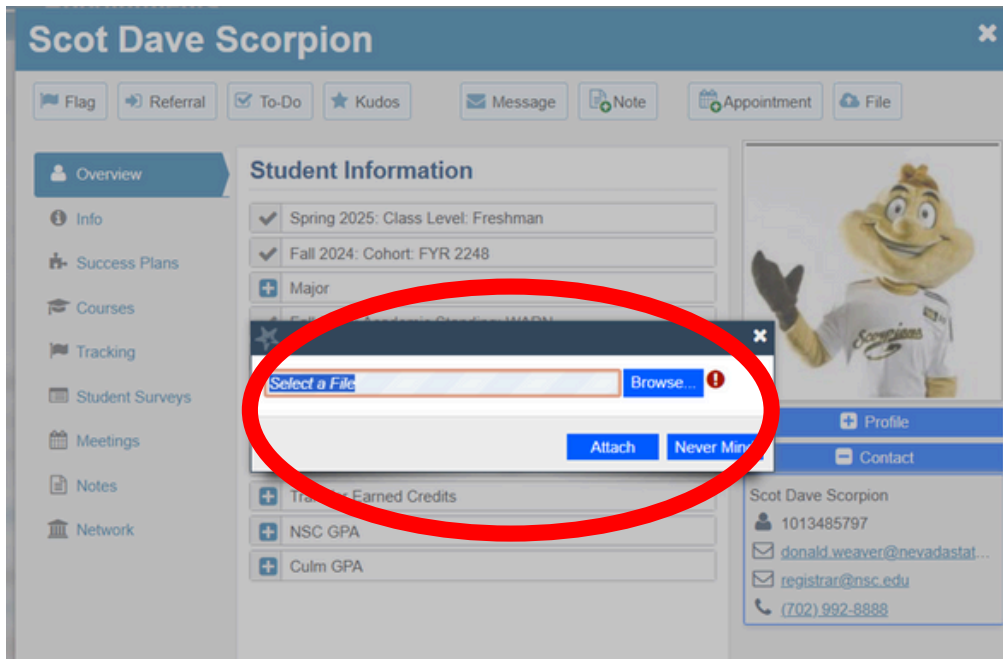 Scot Dave Scorpion
Flag
Referral
To-Do
Kudos
Message
Note
Appointment
File
Overview
Info
Success Plans
Courses
Tracking
Student Surveys
Meetings
Notes
Network
Student Information
Spring 2025: Class Level: Freshman
Fall 2024: Cohort: FYR 2248
Major
Select a File
Browse...
Attach
Never Mind
Earned Credits
NSC GPA
Culm GPA
Scorpions
Profile
Contact
Scot Dave Scorpion
1013485797
donald.weaver@nevadastat...
registrar@nsc.edu
(702) 992-8888